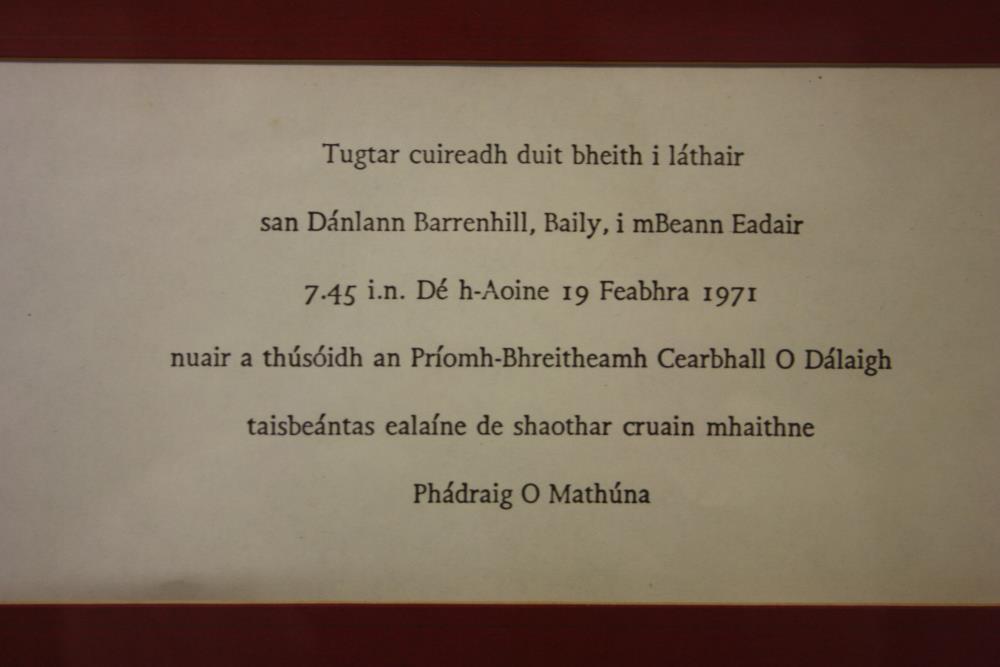 Tugtar cuireadh duit bheith i láthair
san Dánlann Barrenhill, Baily, i mBeann Eadair
7.45 i.n. Dé h-Aoine 19 Feabhra 1971
nuair a thúsóidh an Príomh-Bhreitheamh Cearbhall O Dálaigh
taisbeántas ealaíne de shaothar cruain mhaithne
Phádraig O Mathúna